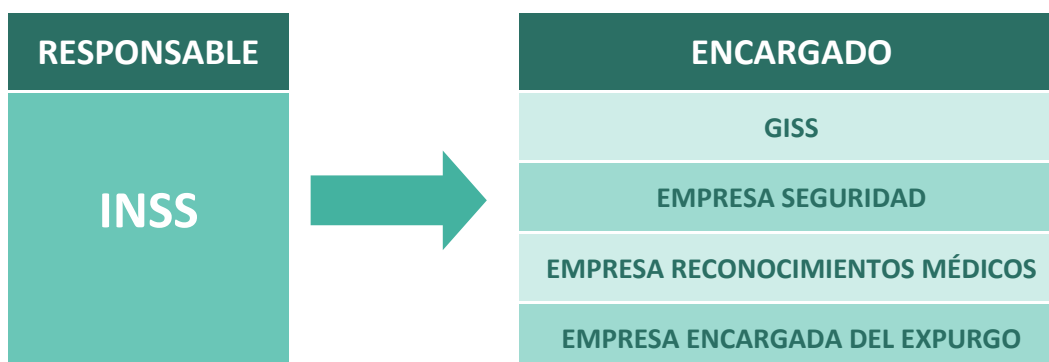 RESPONSABLE
INSS
ENCARGADO
GISS
EMPRESA SEGURIDAD
EMPRESA RECONOCIMIENTOS MÉDICOS
EMPRESA ENCARGADA DEL EXPURGO